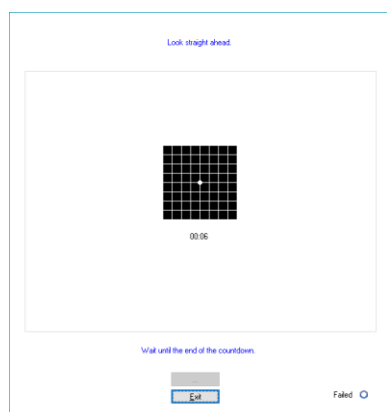 Look straight ahead.
00:06
Wait until the end of the countdown.
...
Exit
Failed